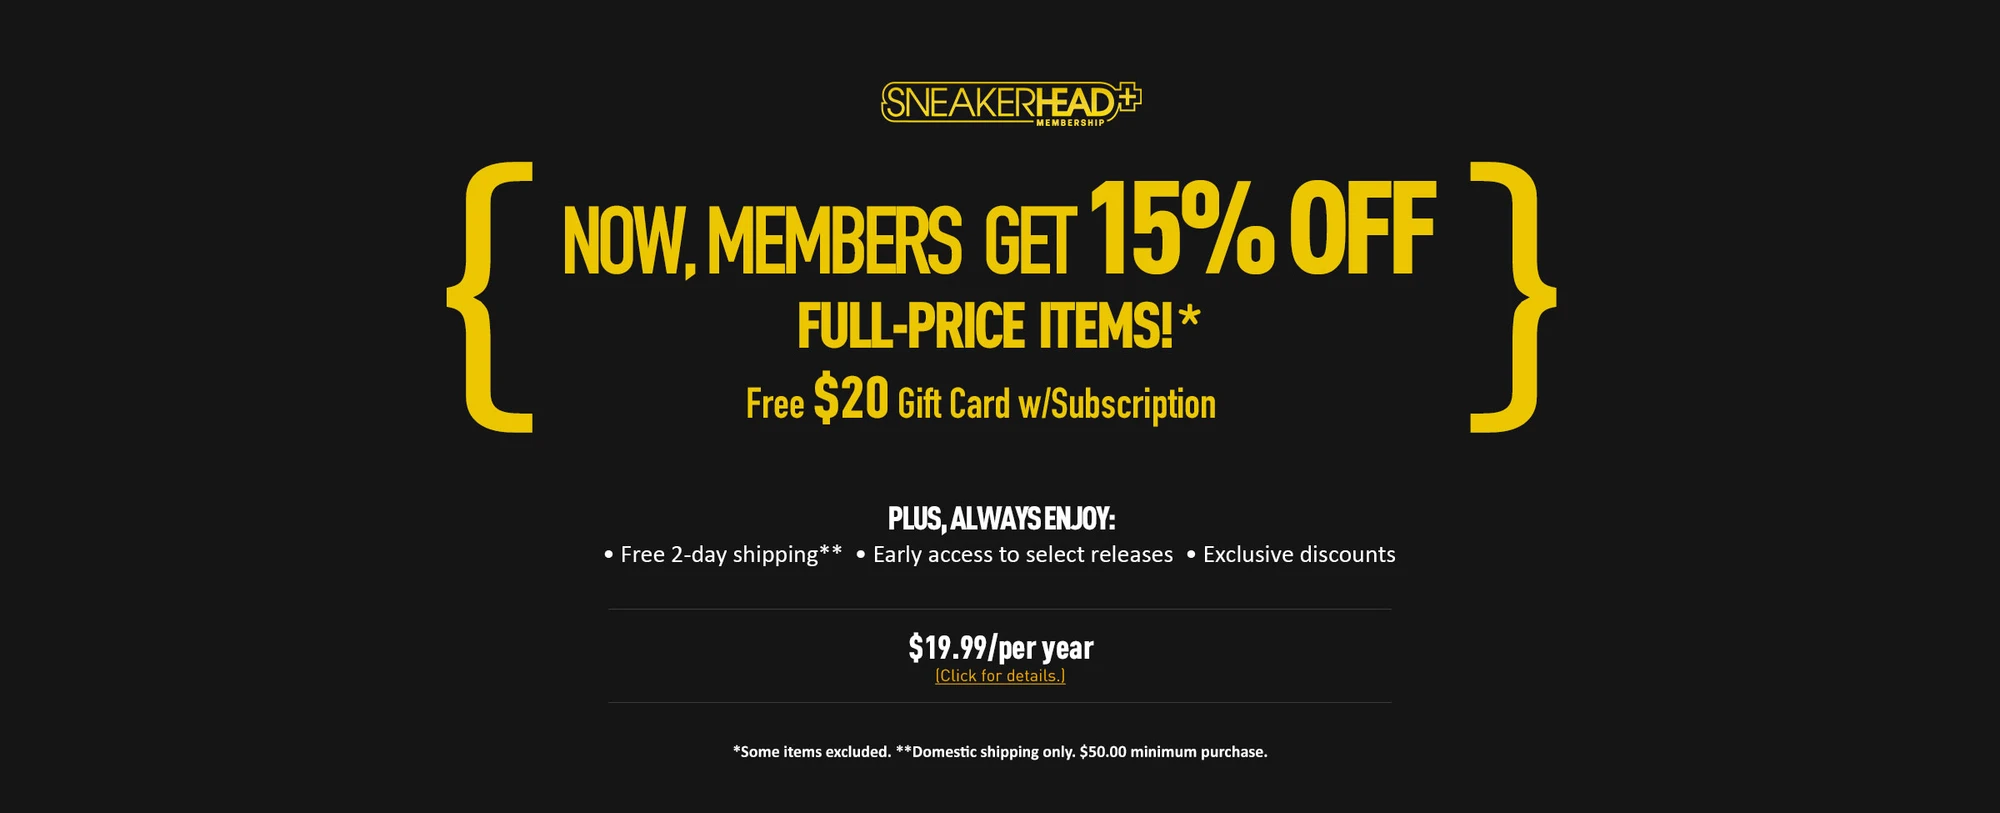 SNEAKERHEAD+
MEMBERSHIP
NOW, MEMBERS GET 15% OFF
FULL-PRICE ITEMS!*
Free $20 Gift Card w/Subscription
PLUS, ALWAYS ENJOY:
• Free 2-day shipping** • Early access to select releases • Exclusive discounts
$19.99/per year
(Click for details.)
*Some items excluded. **Domestic shipping only. $50.00 minimum purchase.